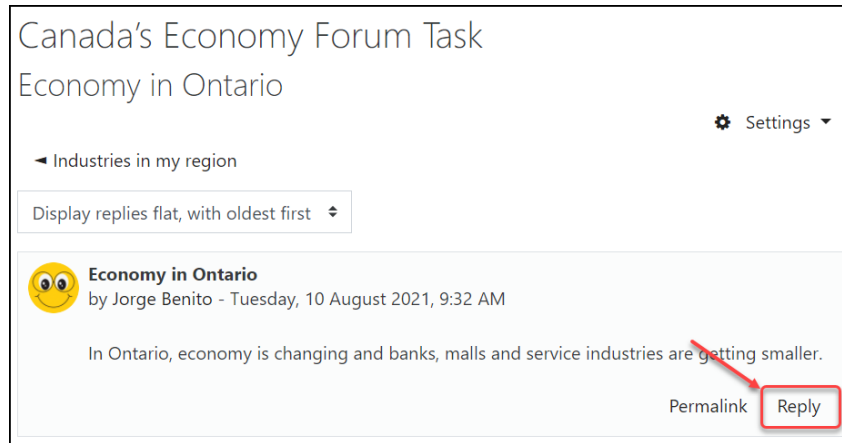 Canada's Economy Forum Task
Economy in Ontario
Settings
◄ Industries in my region
Display replies flat, with oldest first
Economy in Ontario
by Jorge Benito - Tuesday, 10 August 2021, 9:32 AM
In Ontario, economy is changing and banks, malls and service industries are getting smaller.
Permalink Reply